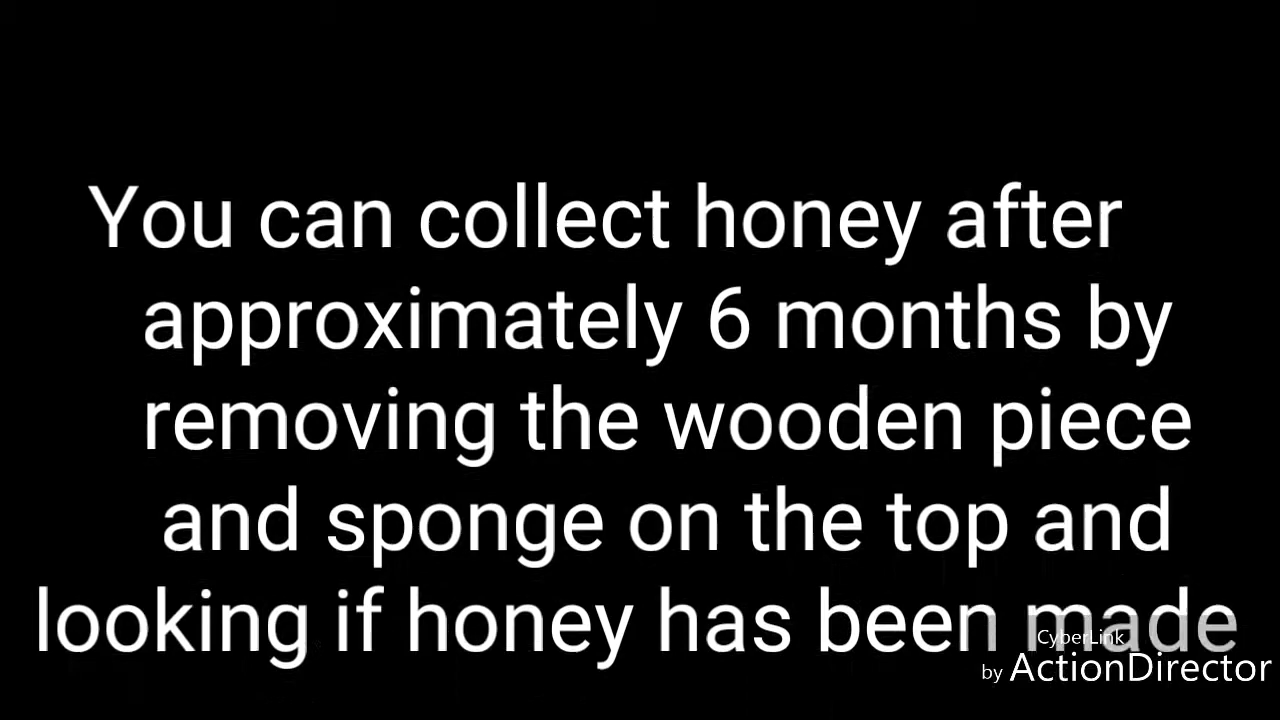 You can collect honey after
approximately 6 months by
removing the wooden piece
and sponge on the top and
looking if honey has been made
CyberLink
by ActionDirector